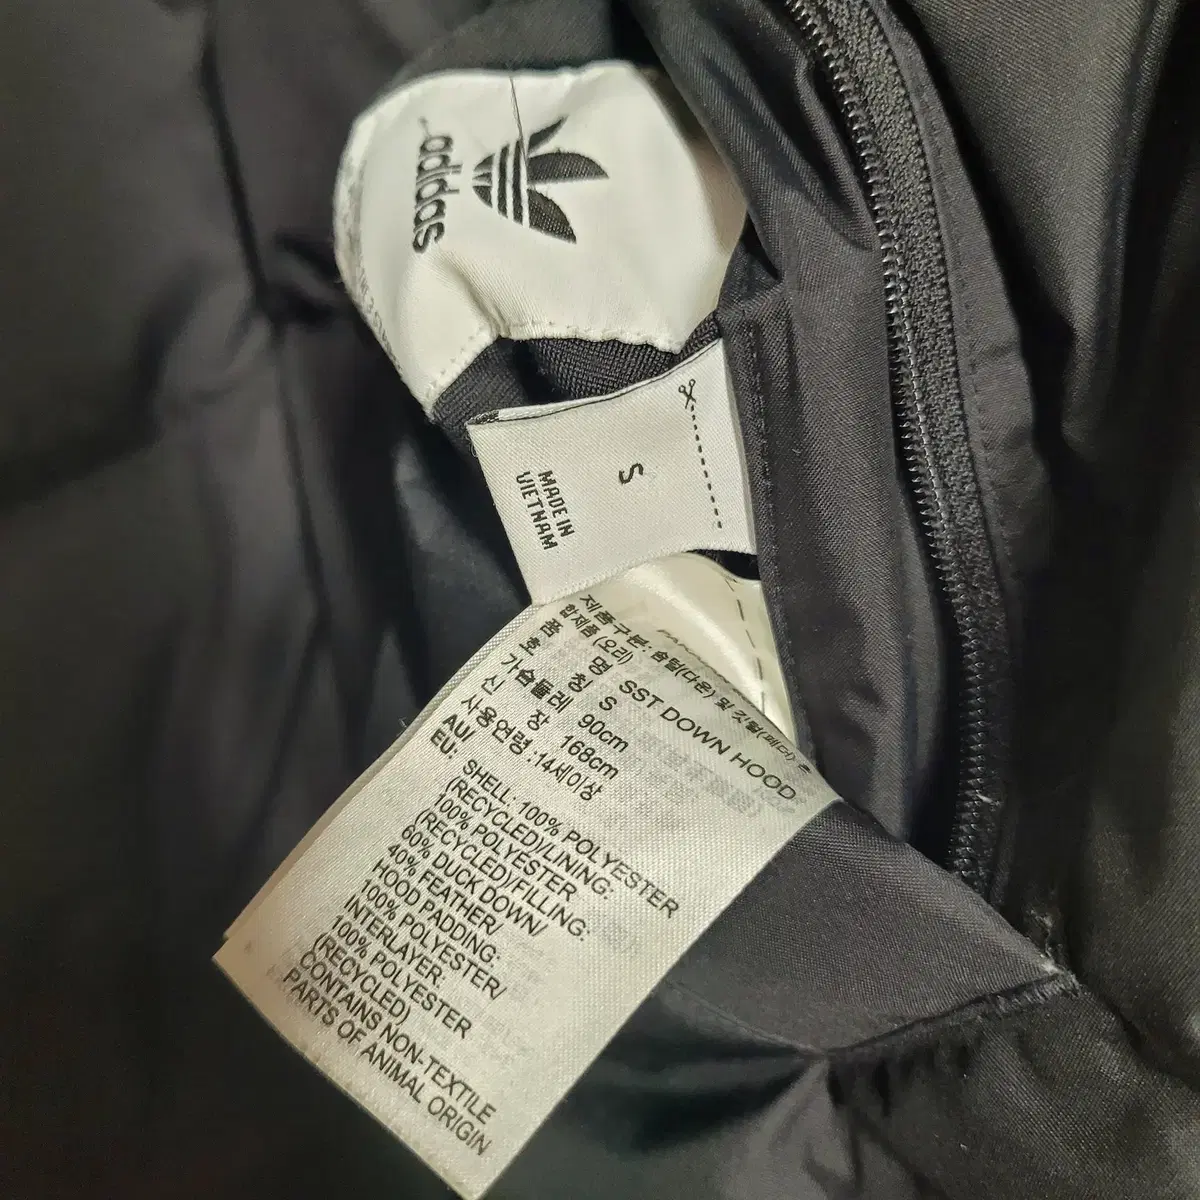 adidas
S
MADE IN
VIETNAM
제품구분: 솜털(다운) 및 깃털(페더)
합제품 (오리)
품 명 SST DOWN HOOD
호 칭 S
가슴둘레 90cm
신 장 168cm
사용연령 :14세이상
AU/
EU:
SHELL: 100% POLYESTER
(RECYCLED)/LINING:
100% POLYESTER
(RECYCLED)/FILLING:
60% DUCK DOWN/
40% FEATHER/
HOOD PADDING:
100% POLYESTER/
INTERLAYER:
100% POLYESTER
(RECYCLED)
CONTAINS NON-TEXTILE
PARTS OF ANIMAL ORIGIN